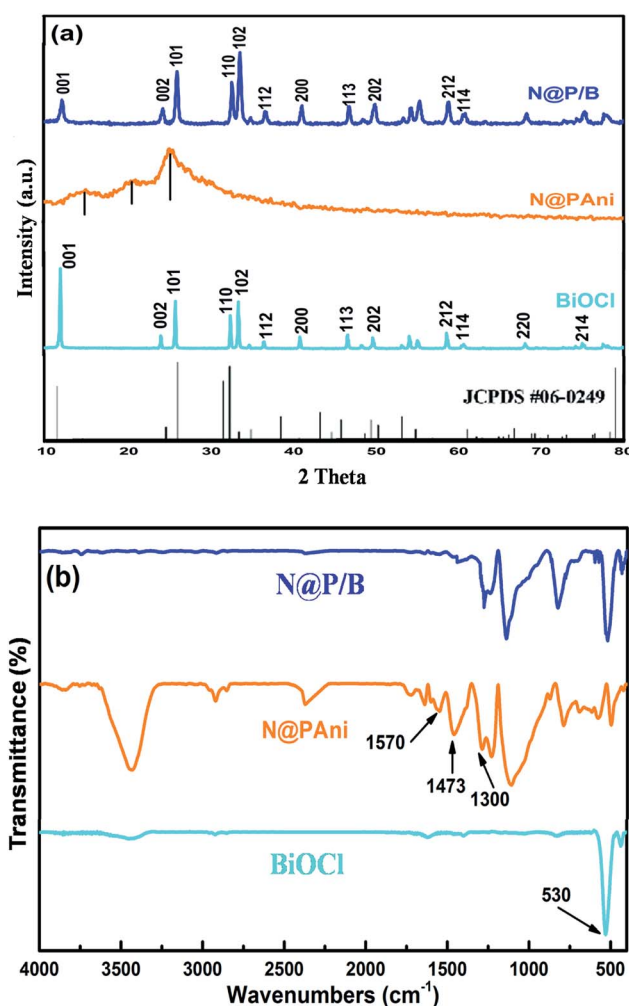 (a)
001
002
101
110
102
112
200
113
202
212
114
N@P/B
N@PAni
001
002
101
110
102
112
200
113
202
212
114
220
214
BiOCl
JCPDS #06-0249
Intensity (a.u.)
10 20 30 40 50 60 70 80
2 Theta
(b)
N@P/B
N@PAni
1570
1473
1300
BiOCl
530
Transmittance (%)
4000 3500 3000 2500 2000 1500 1000 500
Wavenumbers (cm⁻¹)